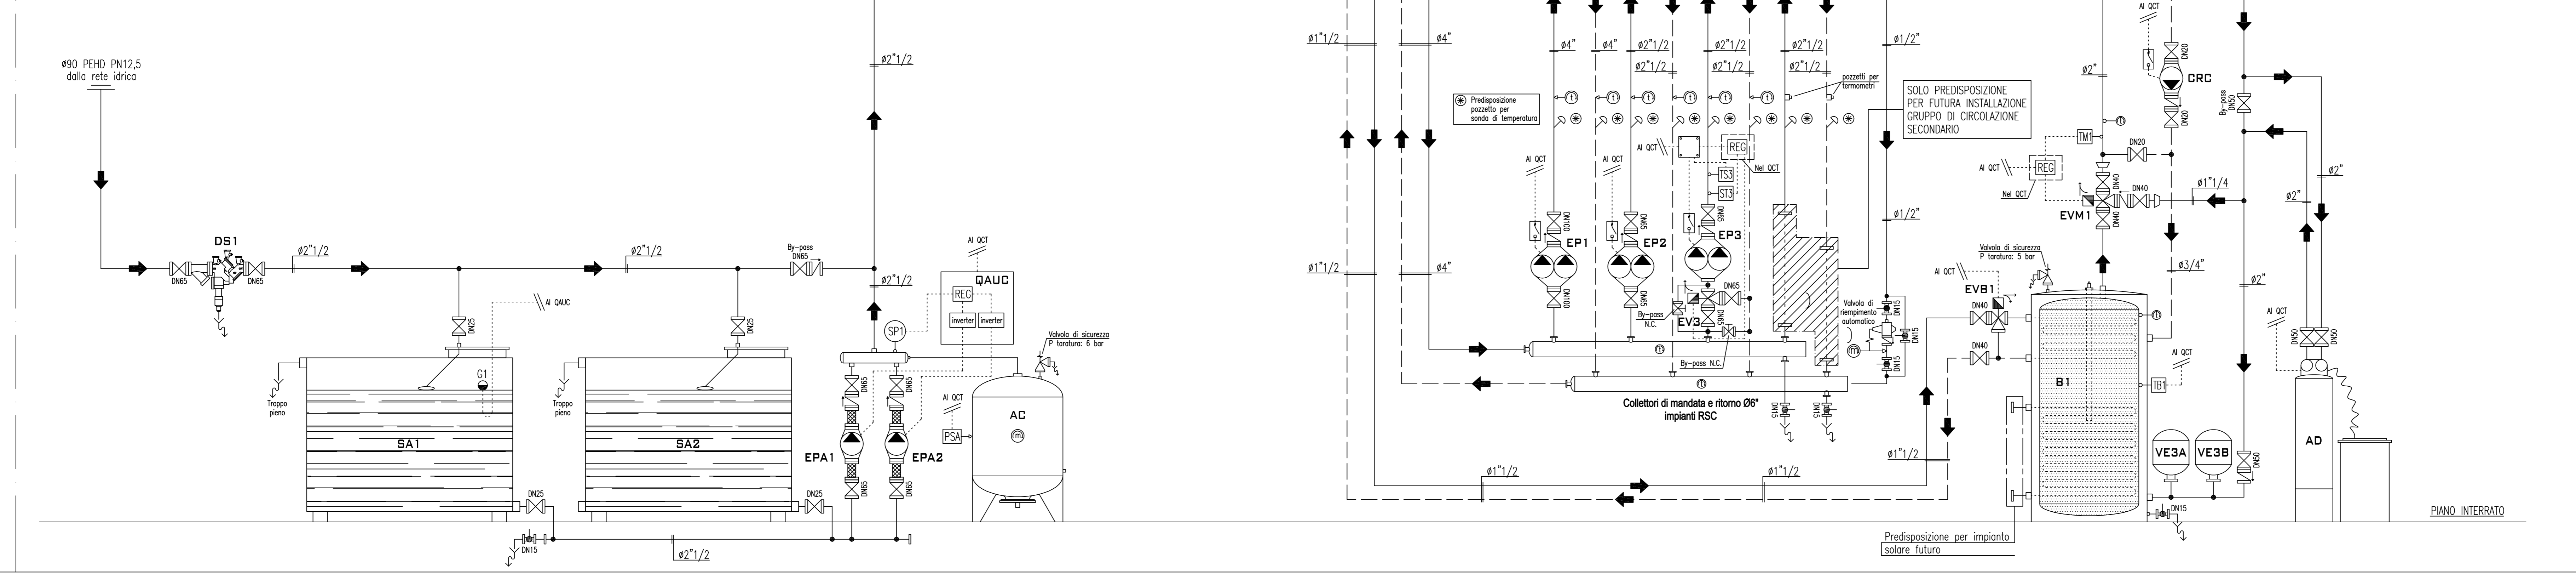 ø90 PEHD PN12,5
dalla rete idrica
DS1
DN65
DN65
ø2"1/2
ø2"1/2
By-pass
DN65
ø2"1/2
ø2"1/2
DN25
DN25
Al QAUC
G1
Troppo
pieno
SA1
Troppo
pieno
SA2
DN25
DN25
DN15
ø2"1/2
Al QCT
QAUC
REG
inverter
inverter
SP1
DN65
DN65
EPA1
EPA2
DN65
DN65
Al QCT
PSA
AC
m
Valvola di sicurezza
P taratura: 6 bar
ø1"1/2
ø4"
ø4"
ø4"
ø2"1/2
ø2"1/2
ø2"1/2
ø2"1/2
ø2"1/2
ø2"1/2
ø1/2"
pozzetti per
termometri
Predisposizione
pozzetto per
sonda di temperatura
t
t
t
t
t
t
SOLO PREDISPOSIZIONE
PER FUTURA INSTALLAZIONE
GRUPPO DI CIRCOLAZIONE
SECONDARIO
Al QCT
Al QCT
Al QCT
REG
Nel QCT
TS3
ST3
DN100
EP1
DN100
DN65
EP2
DN65
DN65
EP3
DN65
EV3
DN65
By-pass
N.C.
By-pass N.C.
ø1/2"
ø1"1/2
ø4"
Valvola di
riempimento
automatico
m
DN15
DN15
DN15
t
t
Collettori di mandata e ritorno Ø6"
impianti RSC
DN15
DN15
ø1"1/2
ø1"1/2
ø1"1/2
Al QCT
DN20
CRC
DN20
ø2"
t
TM1
DN20
Al QCT
REG
Nel QCT
DN40
DN40
EVM1
DN40
ø1"1/4
By-pass
DN50
ø2"
ø2"
ø3/4"
ø2"
Valvola di sicurezza
P taratura: 5 bar
Al QCT
EVB1
DN40
DN40
t
B1
TB1
Al QCT
VE3A
VE3B
DN50
DN15
Al QCT
DN50
DN50
AD
PIANO INTERRATO
Predisposizione per impianto
solare futuro